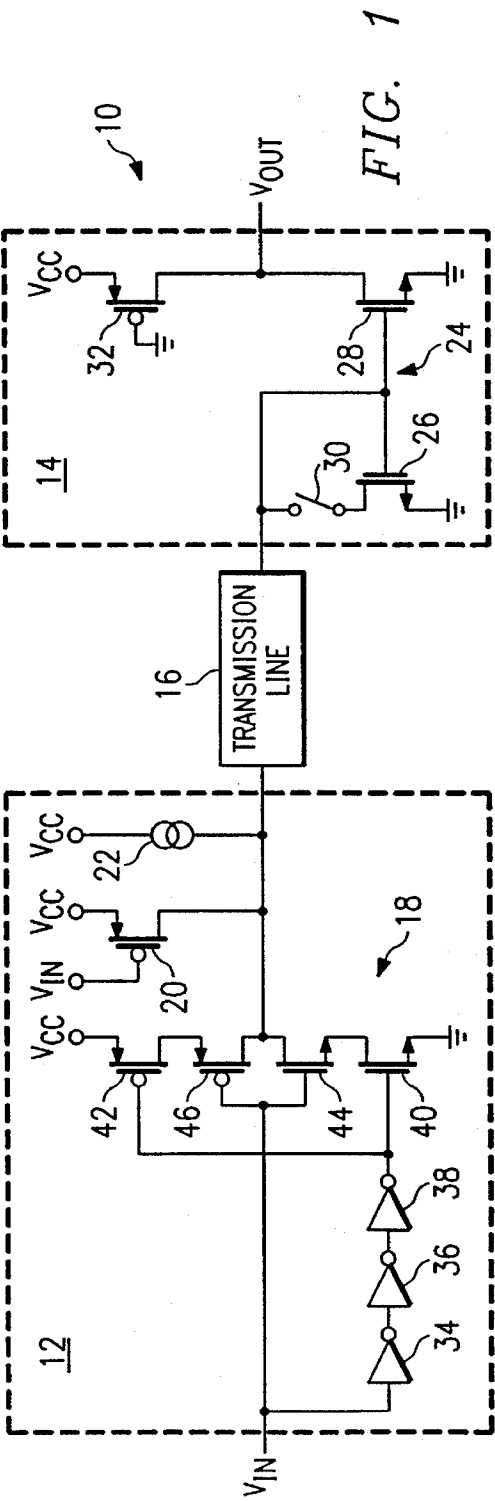 FIG. 1
10
12
14
VIN
34
36
38
42
46
44
40
18
VCC
VIN
20
VCC
22
VCC
16
TRANSMISSION
LINE
30
26
24
28
32
VCC
VOUT